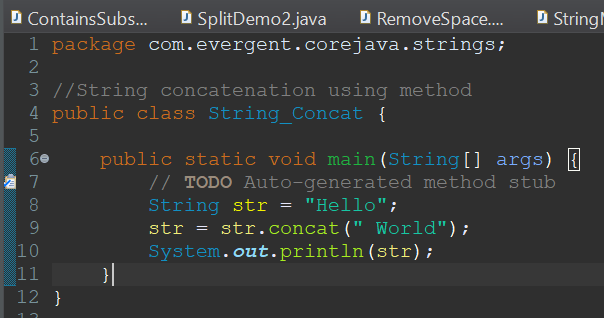 ContainsSubs... SplitDemo2.java RemoveSpace....
1 package com.evergent.corejava.strings;
2
3 //String concatenation using method
4 public class String_Concat {
5
6 public static void main(String[] args) {
7 // TODO Auto-generated method stub
8 String str = "Hello";
9 str = str.concat(" World");
10 System.out.println(str);
11 }
12 }